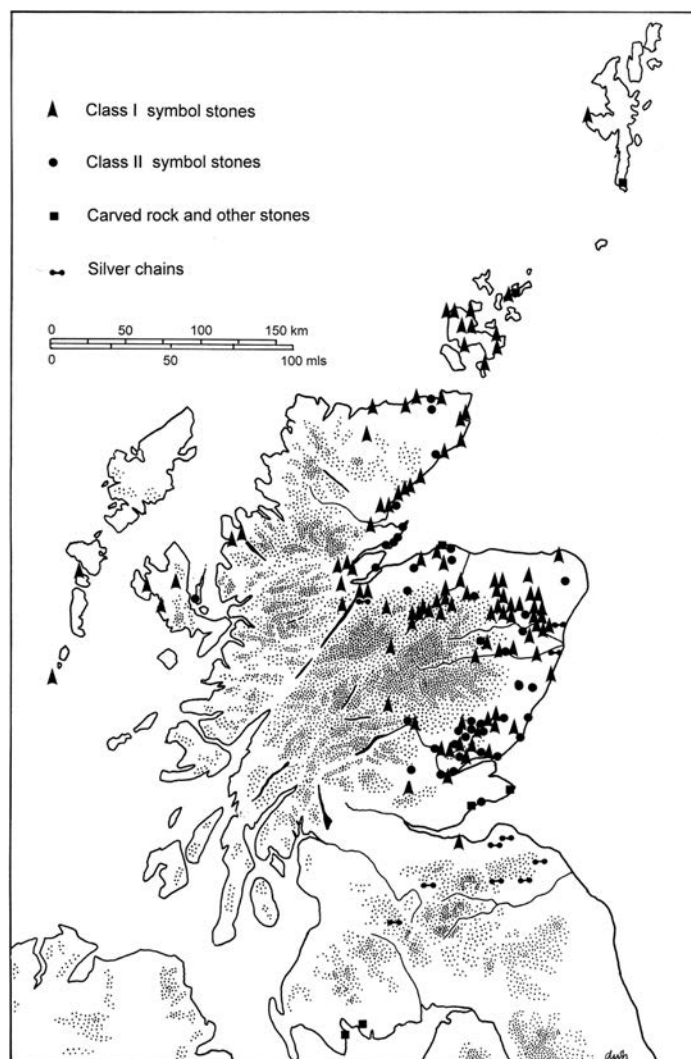 Class I symbol stones
Class II symbol stones
Carved rock and other stones
Silver chains
0 50 100 150 km
0 50 100 mls